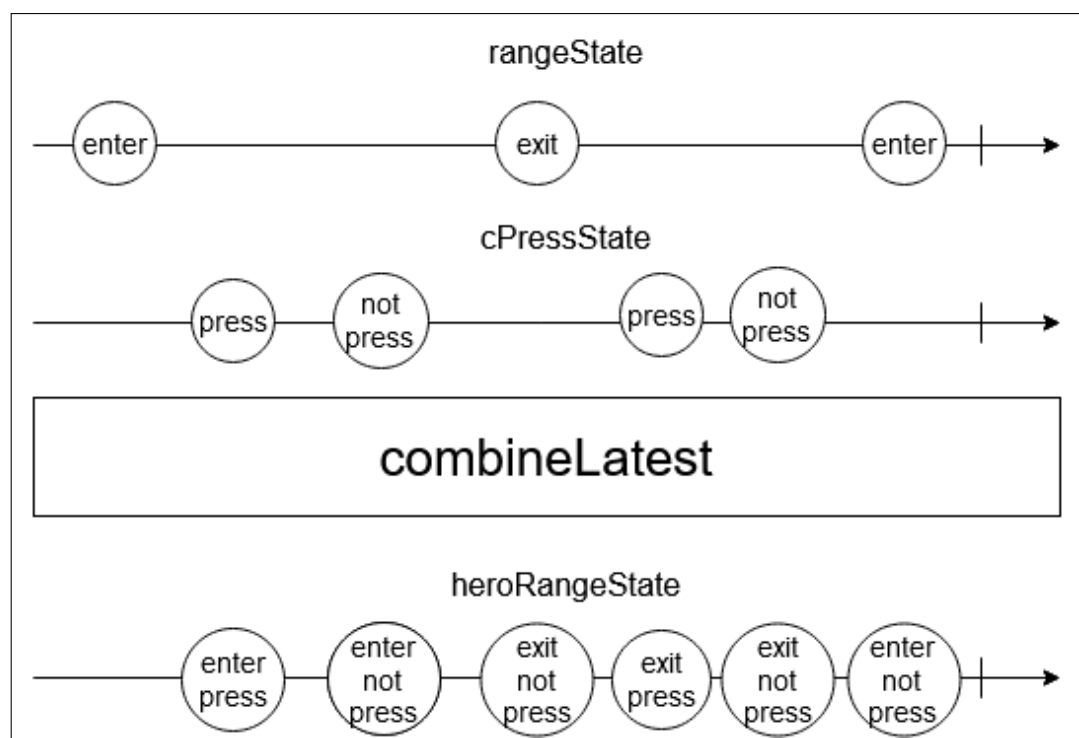 rangeState
enter
exit
enter
cPressState
press
not
press
press
not
press
combineLatest
heroRangeState
enter
press
enter
not
press
exit
not
press
exit
press
exit
not
press
enter
not
press